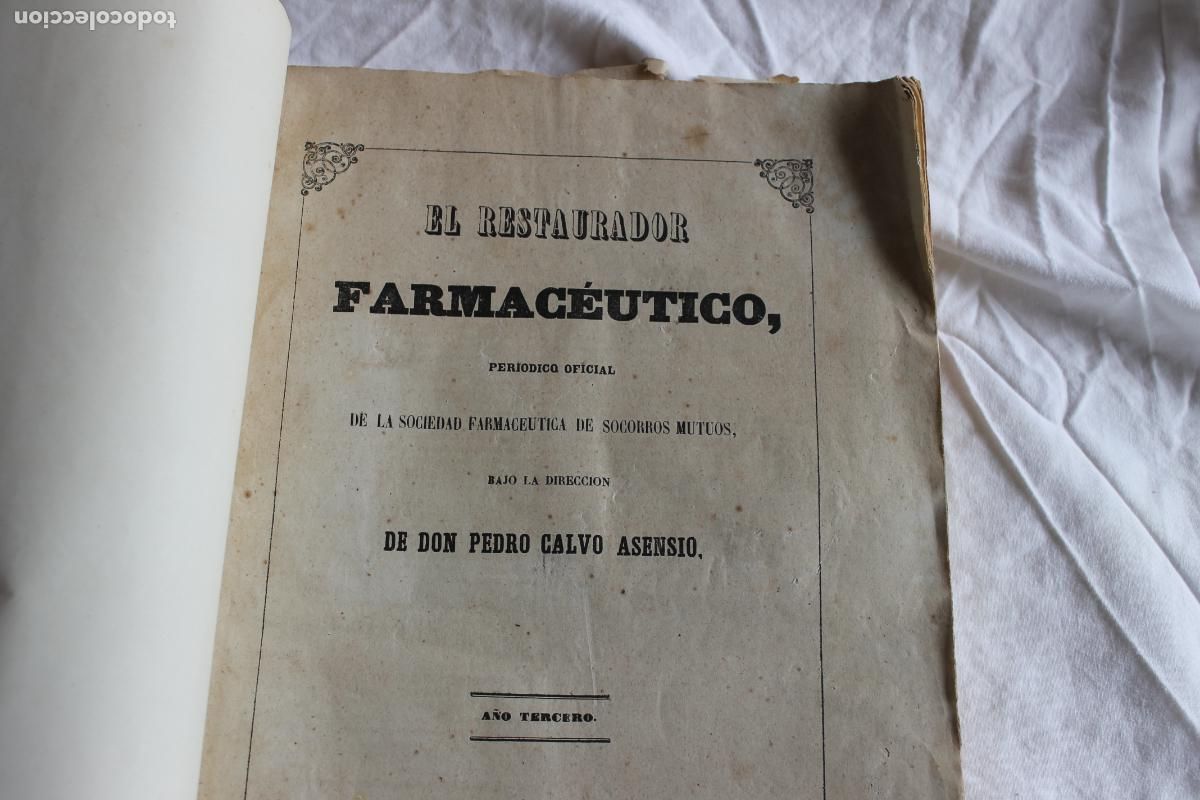 todocoleccion
EL RESTAURADOR
FARMACÉUTICO,
PERIODICO OFICIAL
DE LA SOCIEDAD FARMACEUTICA DE SOCORROS MUTUOS,
BAJO LA DIRECCION
DE DON PEDRO CALVO ASENSIO,
AÑO TERCERO.